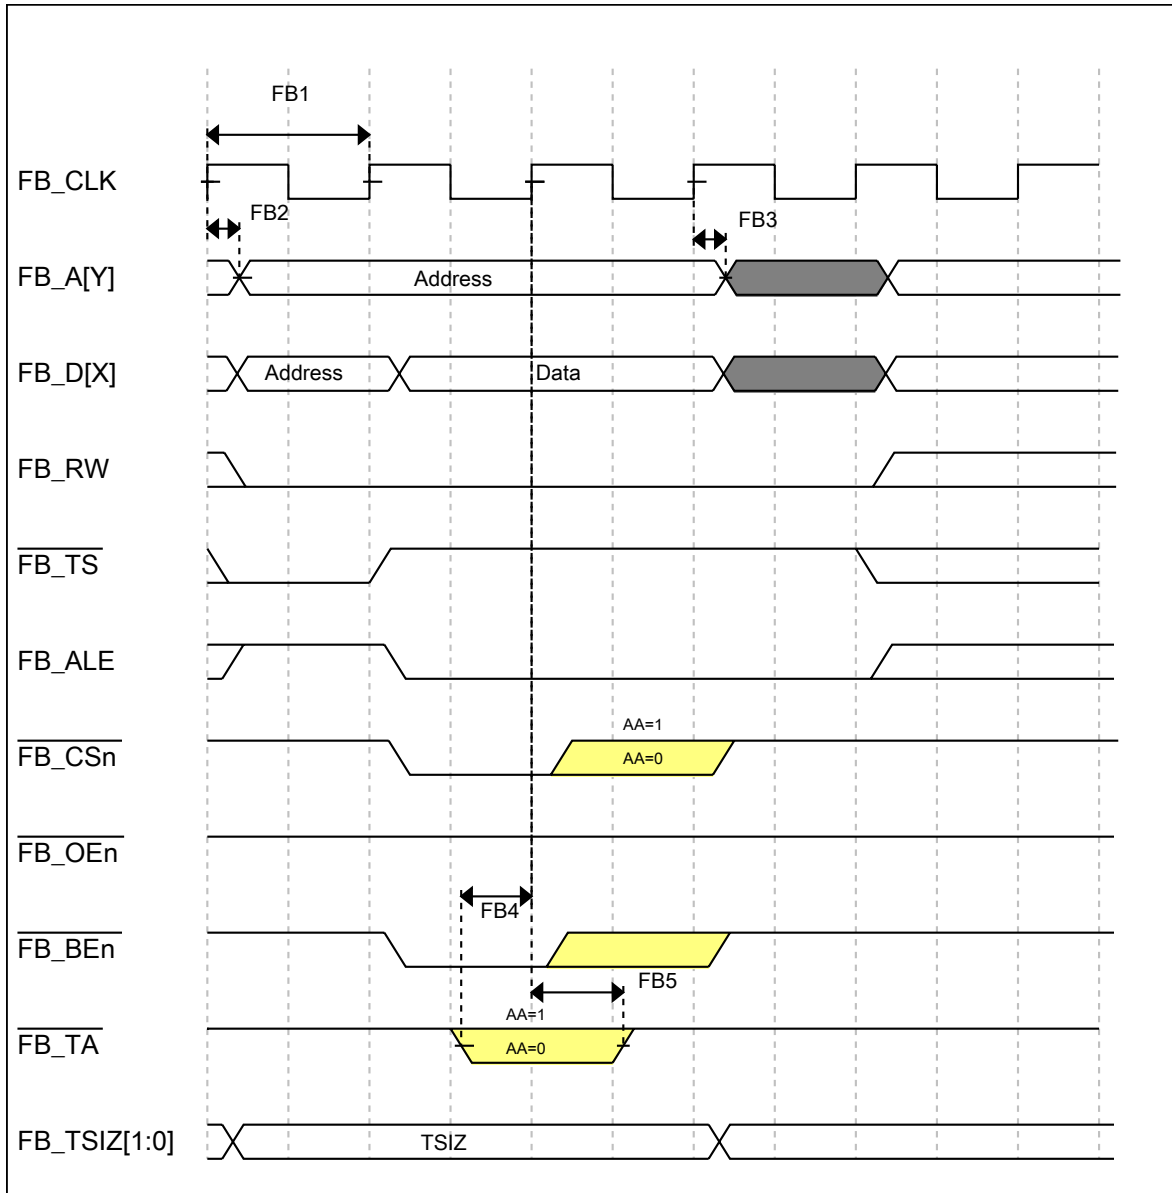 FB1
FB_CLK
FB2
FB3
FB_A[Y]
Address
FB_D[X]
Address
Data
FB_RW
FB_TS
FB_ALE
AA=1
FB_CSn
AA=0
FB_OEn
FB4
FB_BEn
FB5
AA=1
FB_TA
AA=0
FB_TSIZ[1:0]
TSIZ